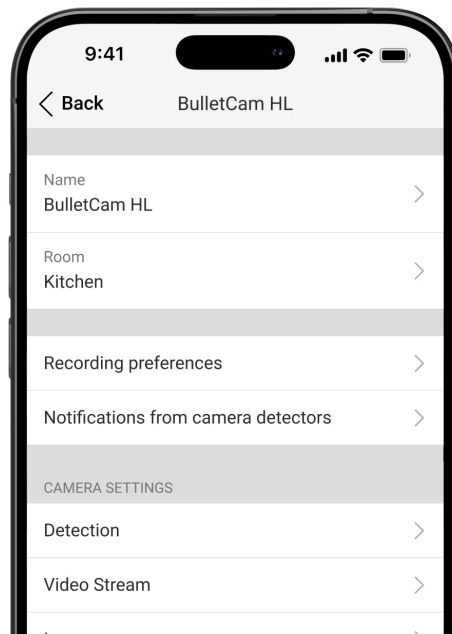 9:41
Back
BulletCam HL
Name
BulletCam HL
Room
Kitchen
Recording preferences
Notifications from camera detectors
CAMERA SETTINGS
Detection
Video Stream